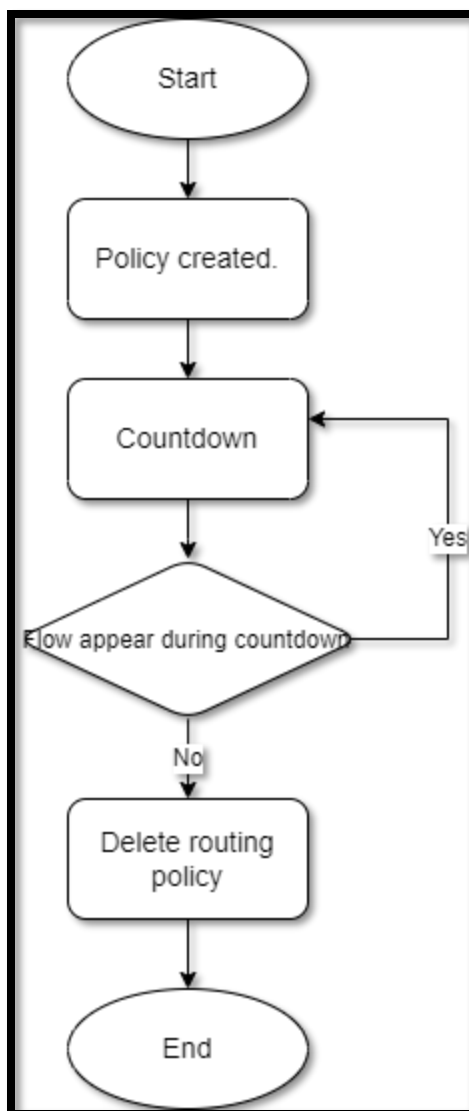 Start
Policy created.
Countdown
Yes
Flow appear during countdown
No
Delete routing
policy
End